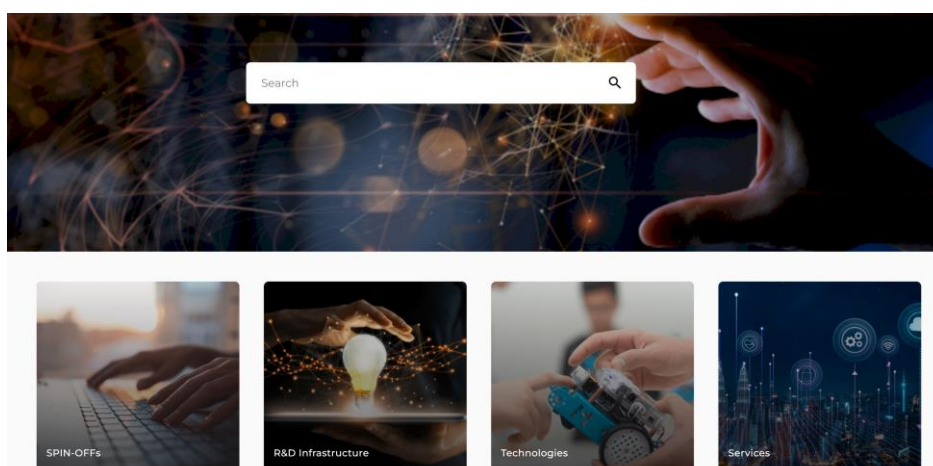 Search
SPIN-OFFs
R&D Infrastructure
Technologies
Services